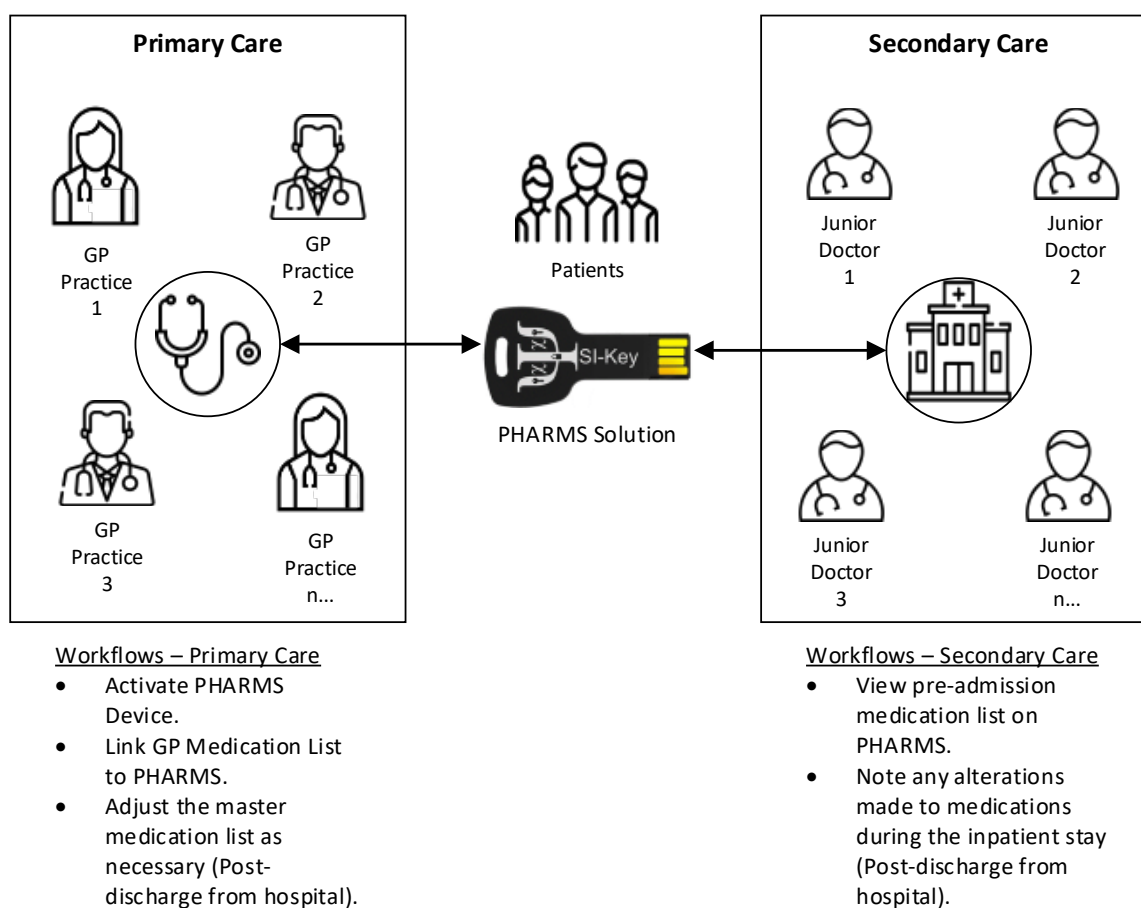 Primary Care
Secondary Care
GP
Practice
1
GP
Practice
2
Patients
Junior
Doctor
1
Junior
Doctor
2
SI-Key
PHARMS Solution
GP
Practice
3
GP
Practice
n...
Junior
Doctor
3
Junior
Doctor
n...
Workflows – Primary Care
• Activate PHARMS
Device.
• Link GP Medication List
to PHARMS.
• Adjust the master
medication list as
necessary (Post-
discharge from hospital).
Workflows – Secondary Care
• View pre-admission
medication list on
PHARMS.
• Note any alterations
made to medications
during the inpatient stay
(Post-discharge from
hospital).